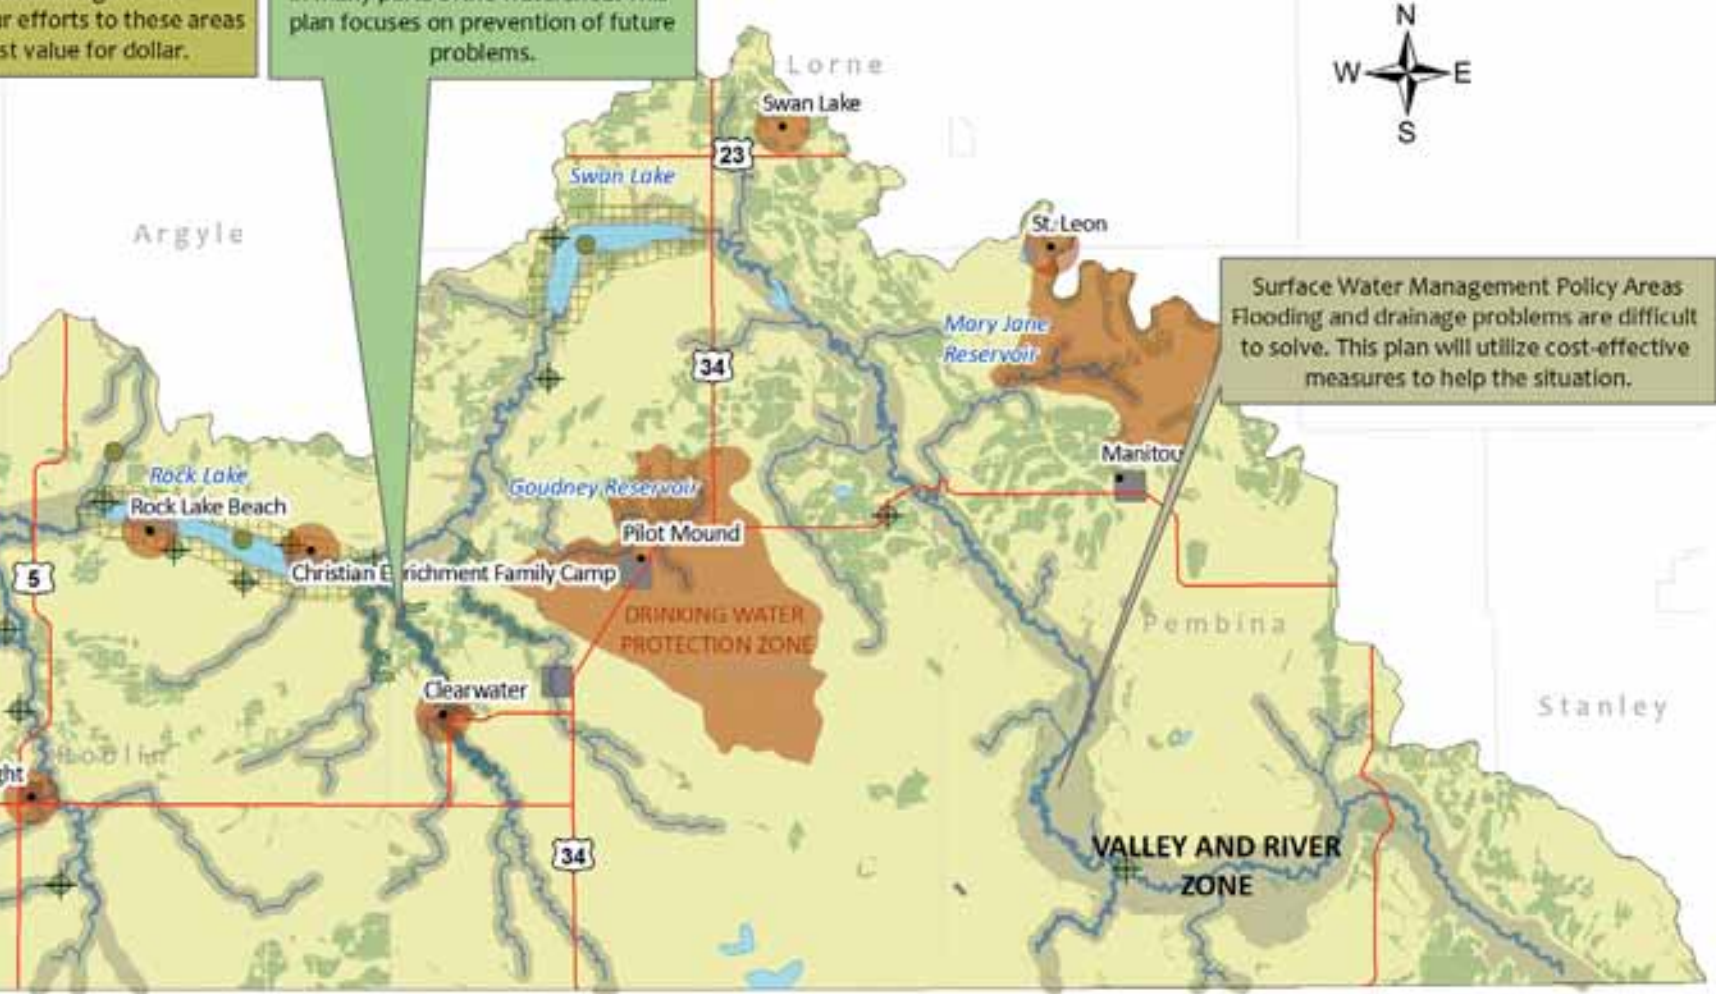 ur efforts to these areas
st value for dollar.
plan focuses on prevention of future
problems.
N
W E
S
Lorne
Swan Lake
23
Swan Lake
Argyle
St. Leon
Surface Water Management Policy Areas
Flooding and drainage problems are difficult
to solve. This plan will utilize cost-effective
measures to help the situation.
Mary Jane
Reservoir
34
Manitou
Rock Lake
Goudney Reservoir
Rock Lake Beach
Pilot Mound
5
Christian Enrichment Family Camp
DRINKING WATER
PROTECTION ZONE
Pembina
Clearwater
Stanley
Roblin
ght
34
VALLEY AND RIVER
ZONE